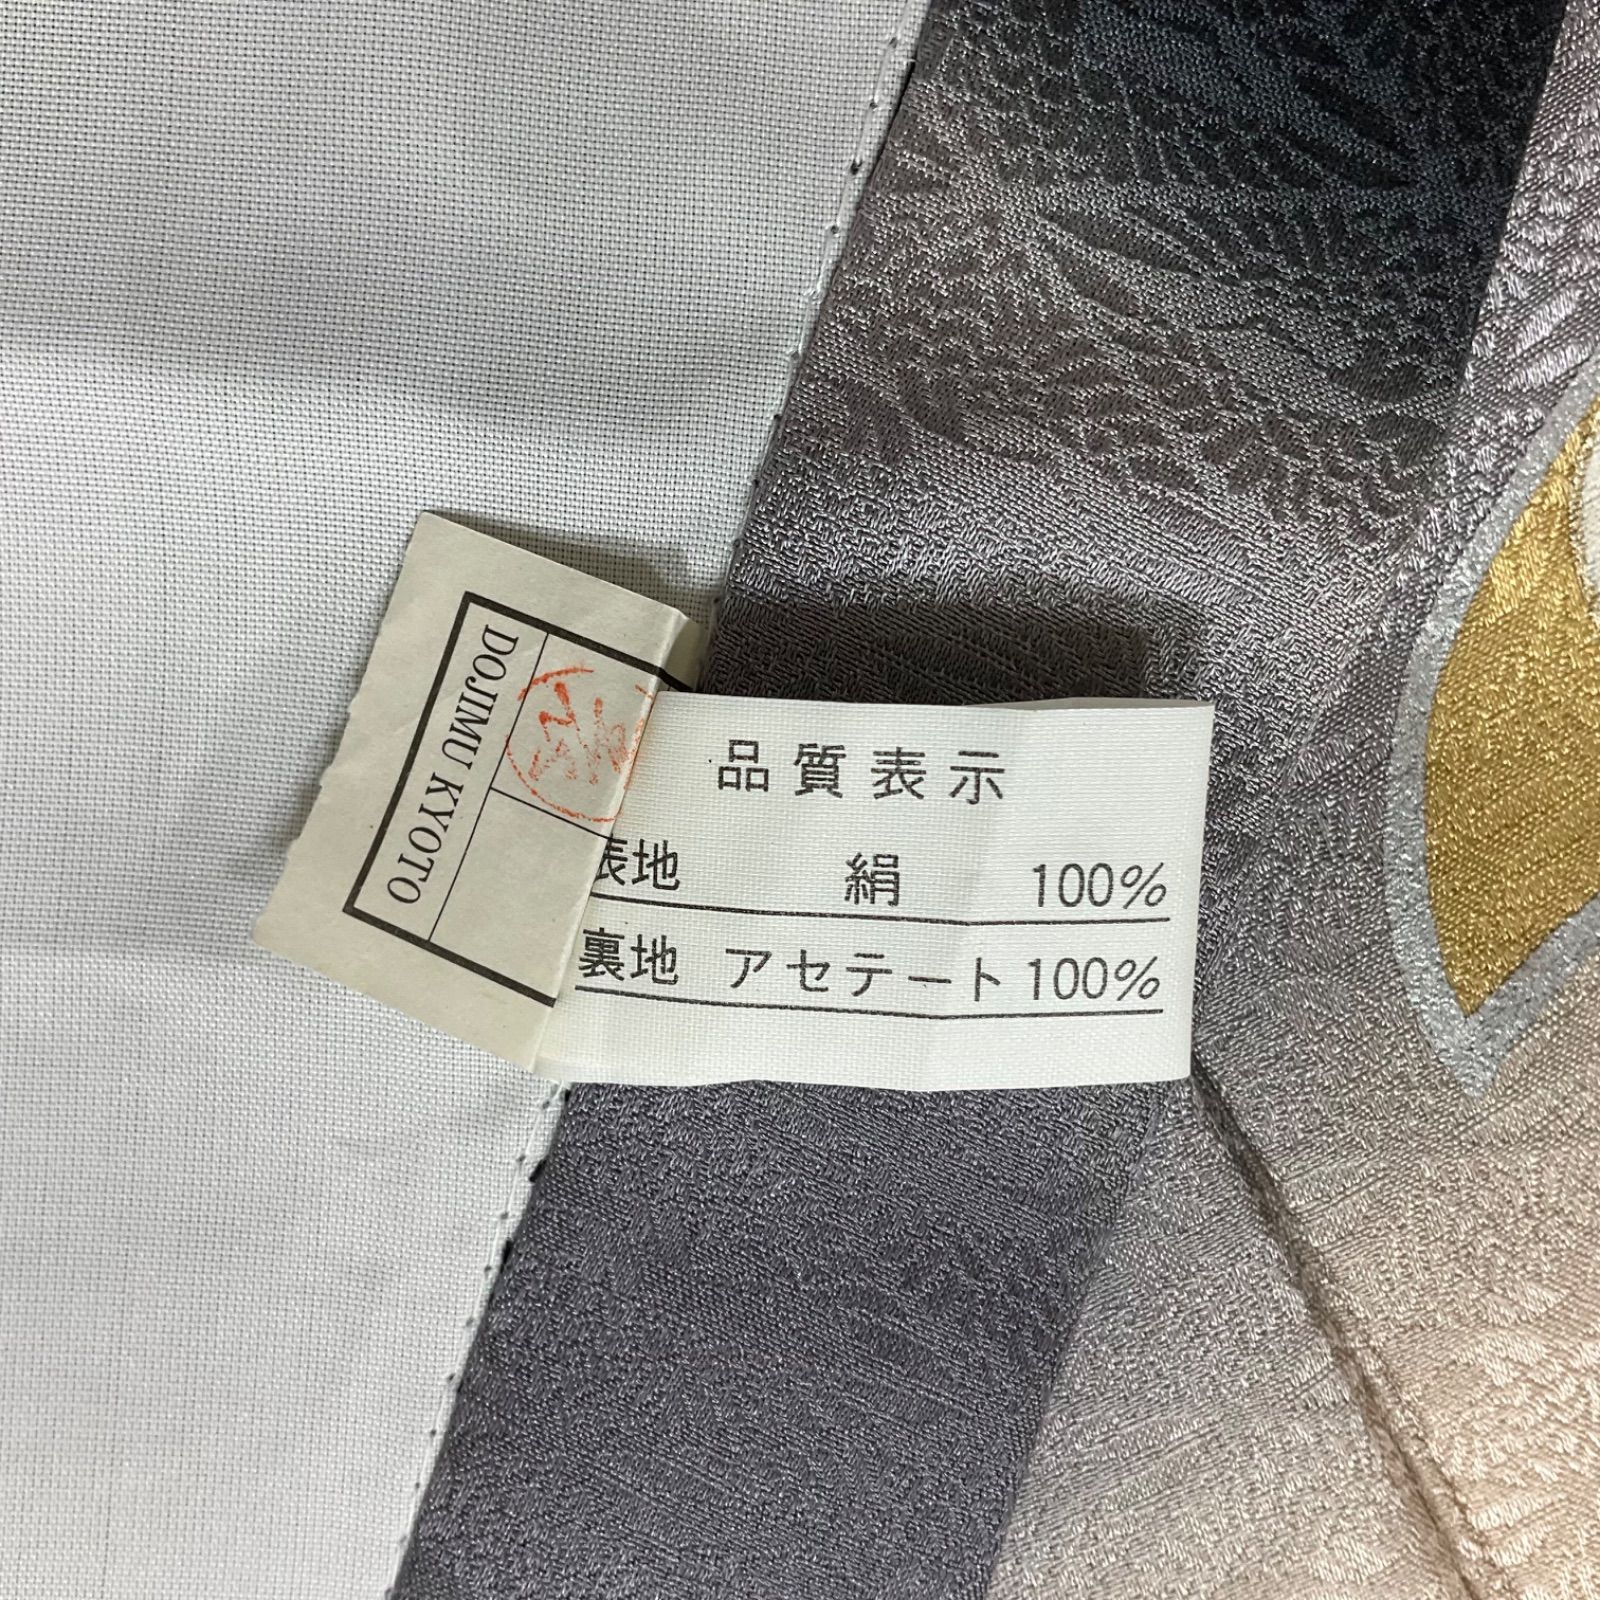 DOJIMU KYOTO
品質表示
表地 絹 100%
裏地 アセテート 100%